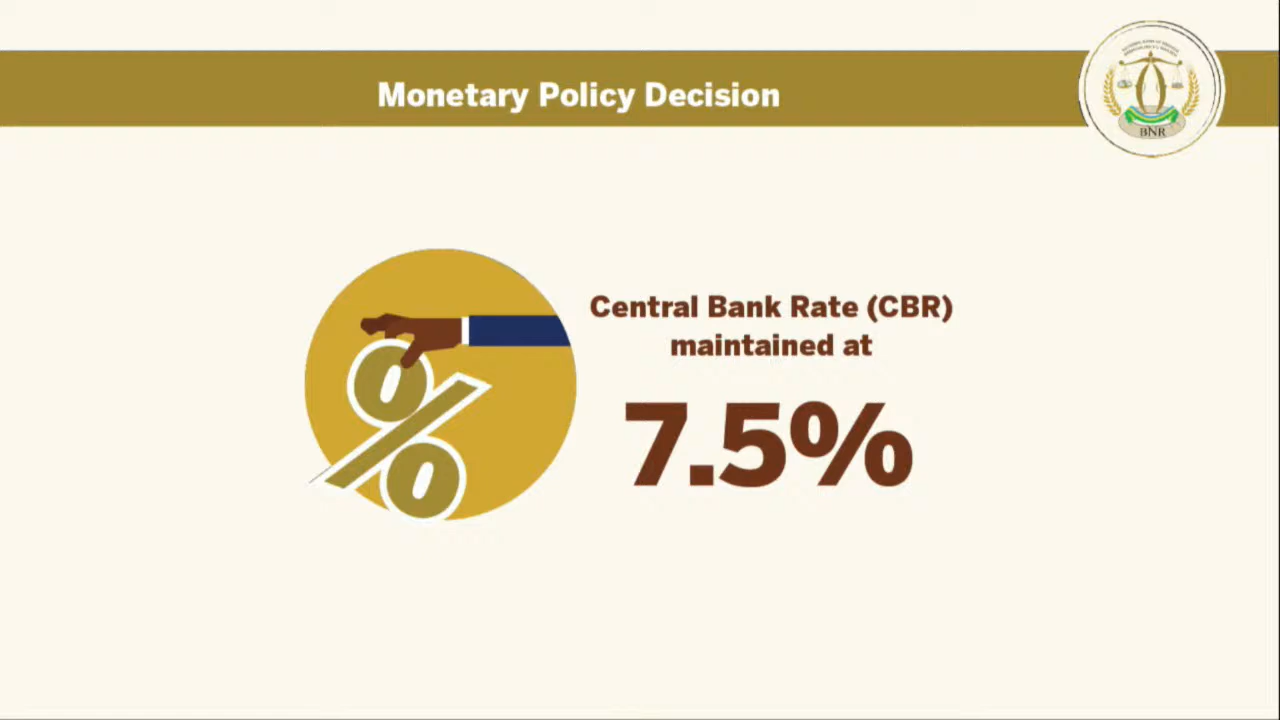 Monetary Policy Decision
BNR
Central Bank Rate (CBR)
maintained at
7.5%